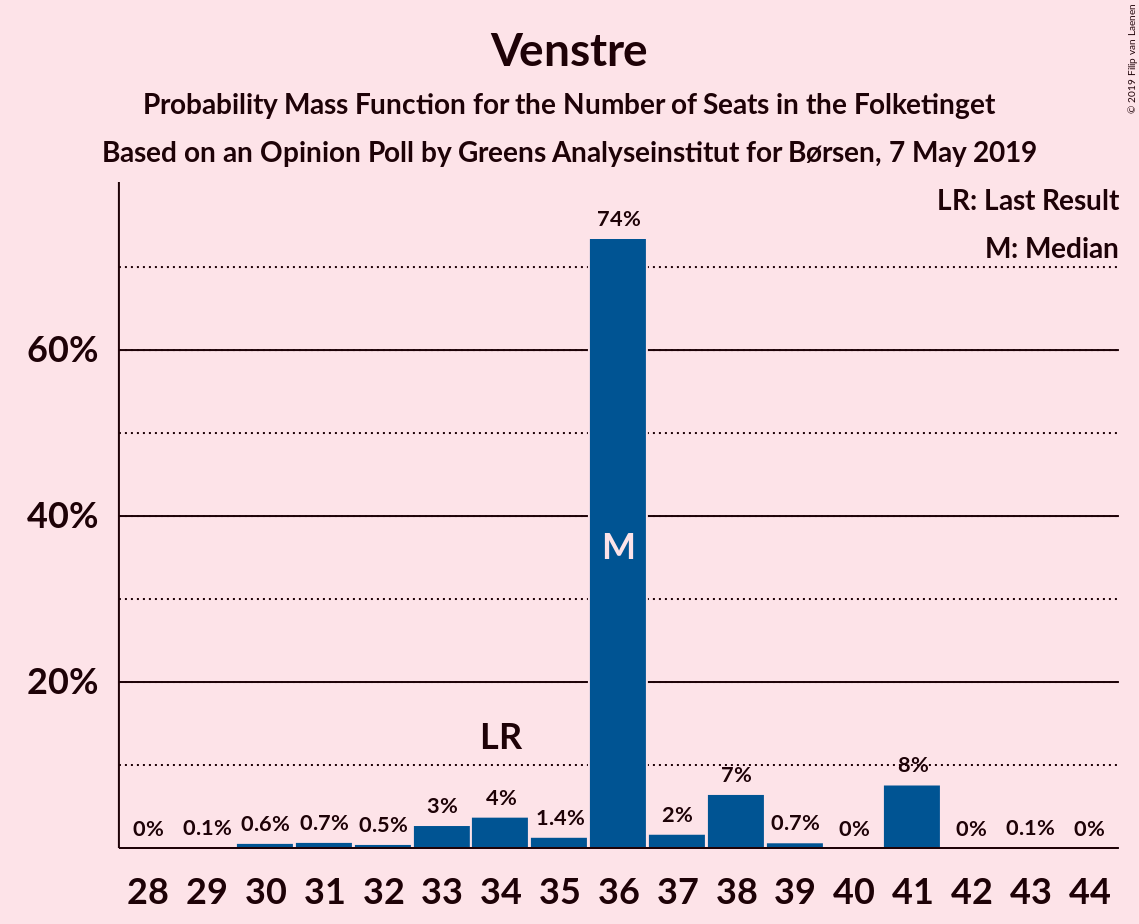 Venstre
Probability Mass Function for the Number of Seats in the Folketinget
Based on an Opinion Poll by Greens Analyseinstitut for Børsen, 7 May 2019
© 2019 Filip van Laenen
LR: Last Result
M: Median
60%
40%
20%
0% 0.1% 0.6% 0.7% 0.5% 3% 4% 1.4% 74% 2% 7% 0.7% 0% 8% 0% 0.1% 0%
LR
M
28 29 30 31 32 33 34 35 36 37 38 39 40 41 42 43 44